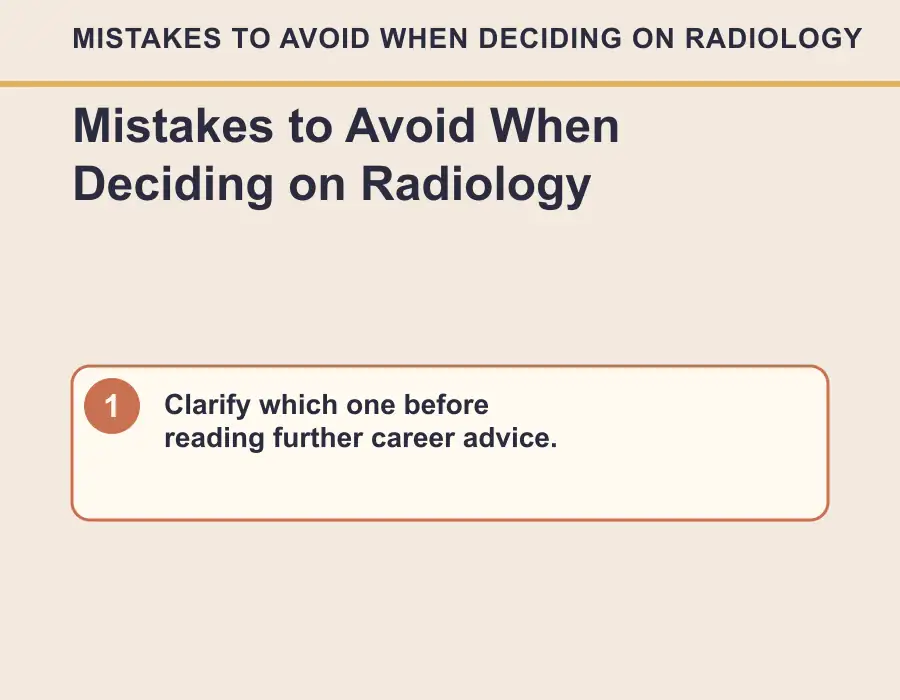 MISTAKES TO AVOID WHEN DECIDING ON RADIOLOGY
Mistakes to Avoid When
Deciding on Radiology
1
Clarify which one before
reading further career advice.